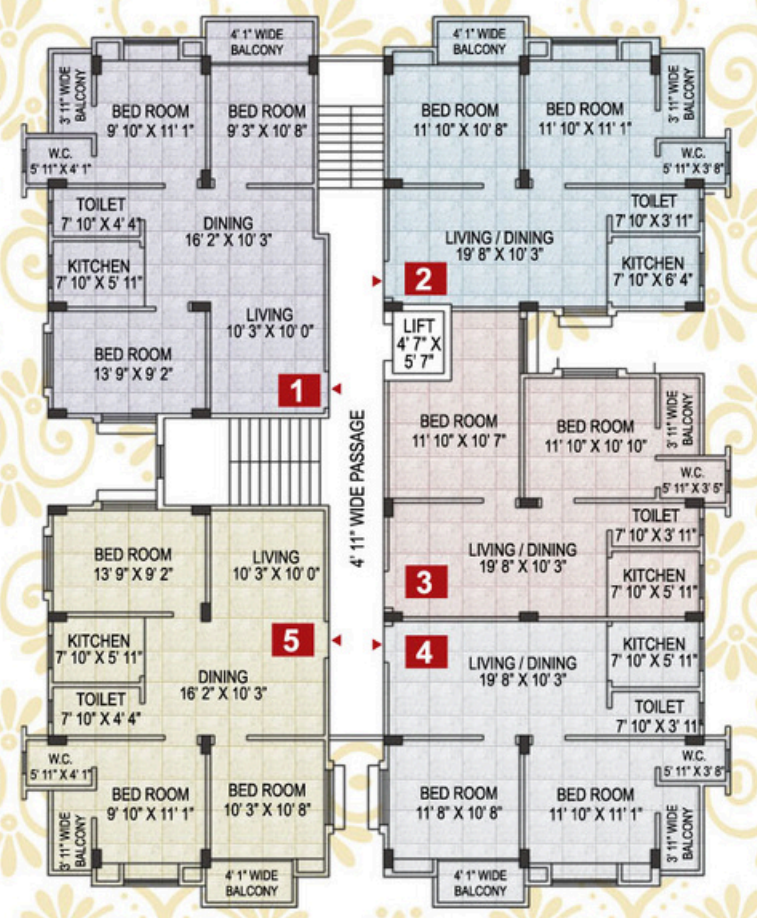 4' 1" WIDE
BALCONY
3' 11" WIDE
BALCONY
BED ROOM
9' 10" X 11' 1"
BED ROOM
9' 3" X 10' 8"
W.C.
5' 11" X 4' 1"
TOILET
7' 10" X 4' 4"
DINING
16' 2" X 10' 3"
KITCHEN
7' 10" X 5' 11"
LIVING
10' 3" X 10' 0"
BED ROOM
13' 9" X 9' 2"
1
4' 1" WIDE
BALCONY
BED ROOM
11' 10" X 10' 8"
BED ROOM
11' 10" X 11' 1"
3' 11" WIDE
BALCONY
W.C.
5' 11" X 3' 8"
TOILET
7' 10" X 3' 11"
LIVING / DINING
19' 8" X 10' 3"
KITCHEN
7' 10" X 6' 4"
2
LIFT
4' 7" X
5' 7"
4' 11" WIDE PASSAGE
BED ROOM
11' 10" X 10' 7"
BED ROOM
11' 10" X 10' 10"
3' 11" WIDE
BALCONY
W.C.
5' 11" X 3' 5"
TOILET
7' 10" X 3' 11"
LIVING / DINING
19' 8" X 10' 3"
KITCHEN
7' 10" X 5' 11"
3
BED ROOM
13' 9" X 9' 2"
LIVING
10' 3" X 10' 0"
KITCHEN
7' 10" X 5' 11"
5
DINING
16' 2" X 10' 3"
TOILET
7' 10" X 4' 4"
W.C.
5' 11" X 4' 1"
BED ROOM
9' 10" X 11' 1"
BED ROOM
10' 3" X 10' 8"
3' 11" WIDE
BALCONY
4' 1" WIDE
BALCONY
4
LIVING / DINING
19' 8" X 10' 3"
KITCHEN
7' 10" X 5' 11"
TOILET
7' 10" X 3' 11"
W.C.
5' 11" X 3' 8"
BED ROOM
11' 8" X 10' 8"
BED ROOM
11' 10" X 11' 1"
3' 11" WIDE
BALCONY
4' 1" WIDE
BALCONY